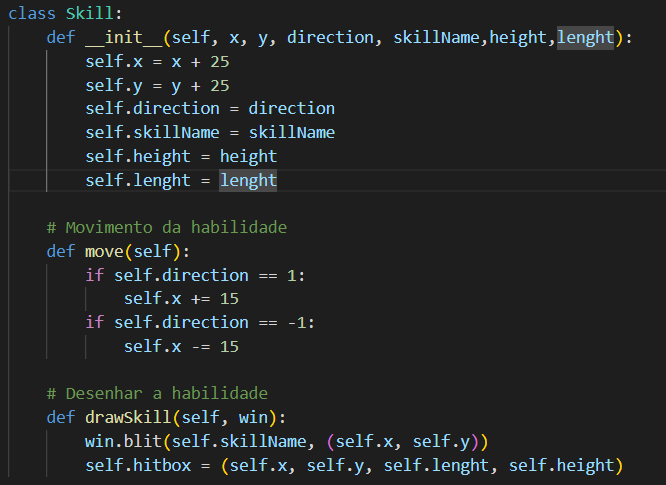 class Skill:
    def __init__(self, x, y, direction, skillName,height,lenght):
        self.x = x + 25
        self.y = y + 25
        self.direction = direction
        self.skillName = skillName
        self.height = height
        self.lenght = lenght
    # Movimento da habilidade
    def move(self):
        if self.direction == 1:
            self.x += 15
        if self.direction == -1:
            self.x -= 15
    # Desenhar a habilidade
    def drawSkill(self, win):
        win.blit(self.skillName, (self.x, self.y))
        self.hitbox = (self.x, self.y, self.lenght, self.height)